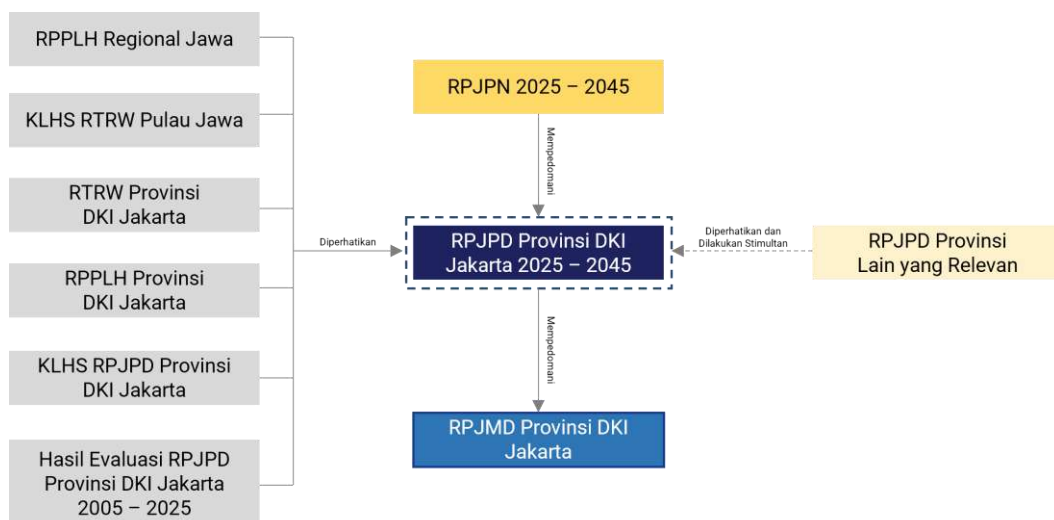 RPPLH Regional Jawa
KLHS RTRW Pulau Jawa
RTRW Provinsi
DKI Jakarta
RPPLH Provinsi
DKI Jakarta
KLHS RPJPD Provinsi
DKI Jakarta
Hasil Evaluasi RPJPD
Provinsi DKI Jakarta
2005 – 2025
Diperhatikan
RPJPN 2025 – 2045
Mempedomani
RPJPD Provinsi DKI
Jakarta 2025 – 2045
Mempedomani
RPJMD Provinsi DKI
Jakarta
Diperhatikan dan
Dilakukan Stimultan
RPJPD Provinsi
Lain yang Relevan